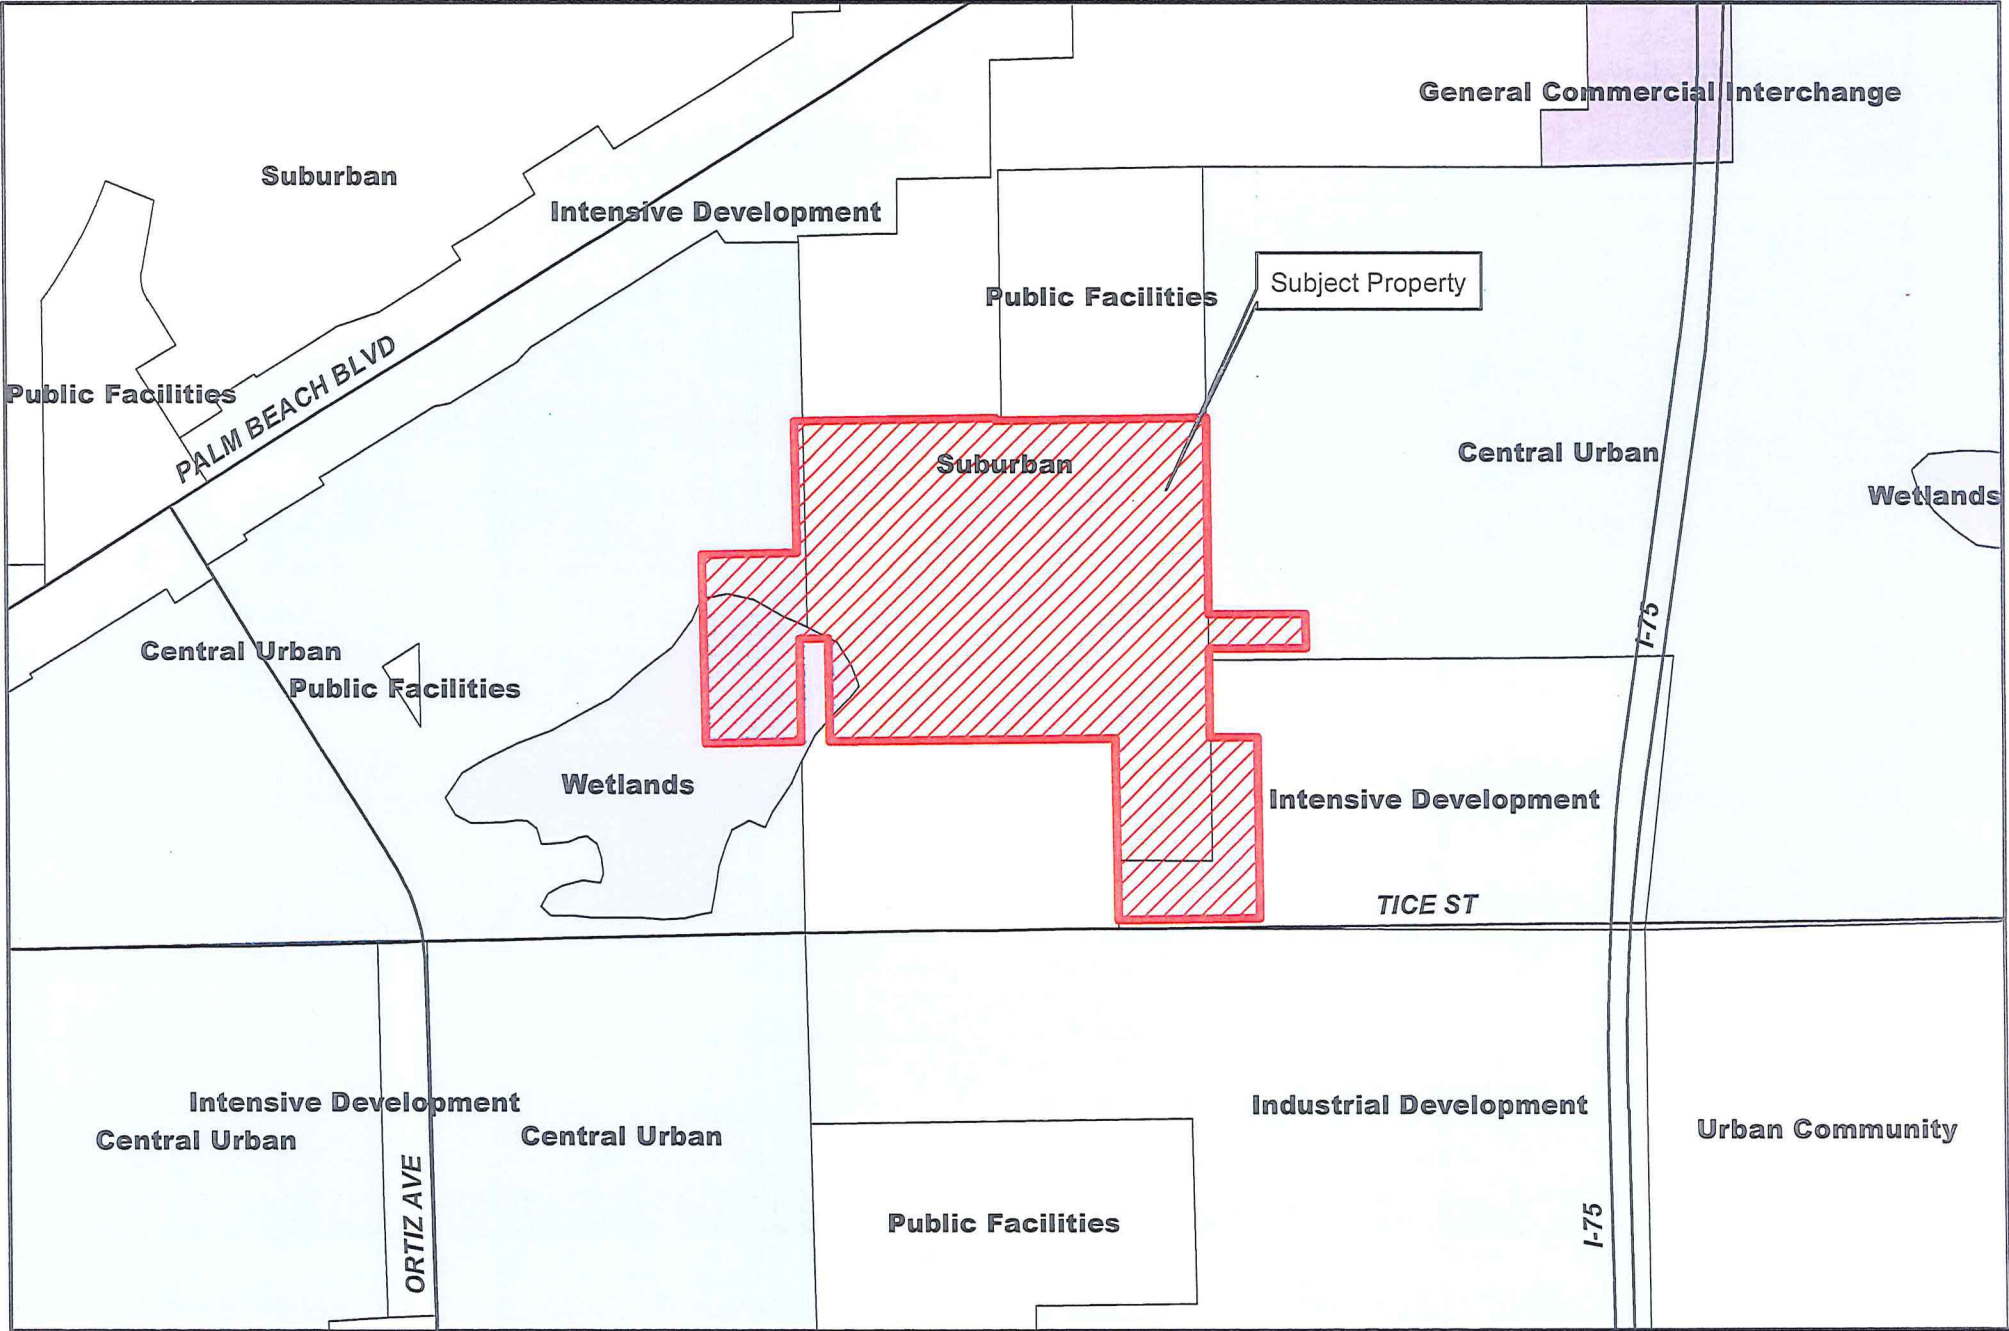 General Commercial Interchange
Suburban
Intensive Development
Subject Property
Public Facilities
PALM BEACH BLVD
Public Facilities
Suburban
Central Urban
Wetlands
I-75
Central Urban
Public Facilities
Wetlands
Intensive Development
TICE ST
Intensive Development
Central Urban
Central Urban
Industrial Development
Urban Community
ORTIZ AVE
Public Facilities
I-75